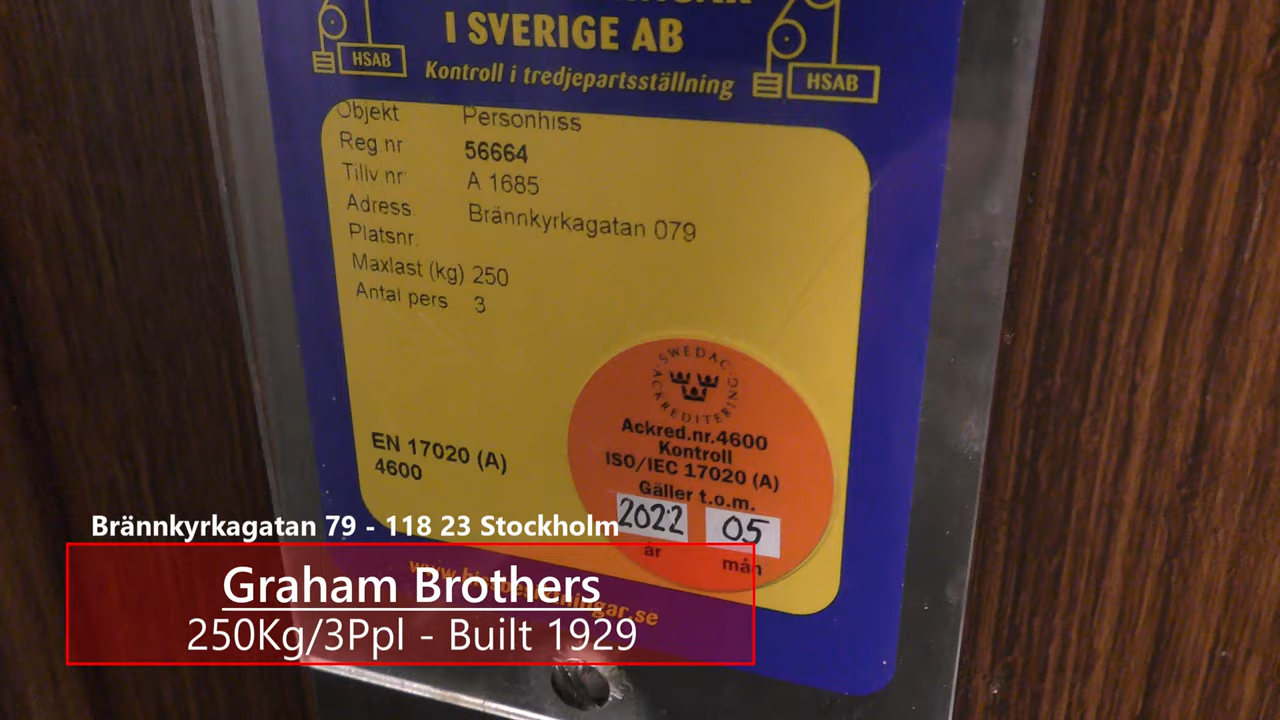 I SVERIGE AB
HSAB
Kontroll i tredjepartsställning
HSAB
Objekt Personhiss
Reg nr 56664
Tillv nr A 1685
Adress Brännkyrkagatan 079
Platsnr.
Maxlast (kg) 250
Antal pers 3
SWEDAC
ACKREDITERING
Ackred.nr.4600
Kontroll
ISO/IEC 17020 (A)
Gäller t.o.m.
2022 05
år mån
EN 17020 (A)
4600
Brännkyrkagatan 79 - 118 23 Stockholm
Graham Brothers
250Kg/3Ppl - Built 1929